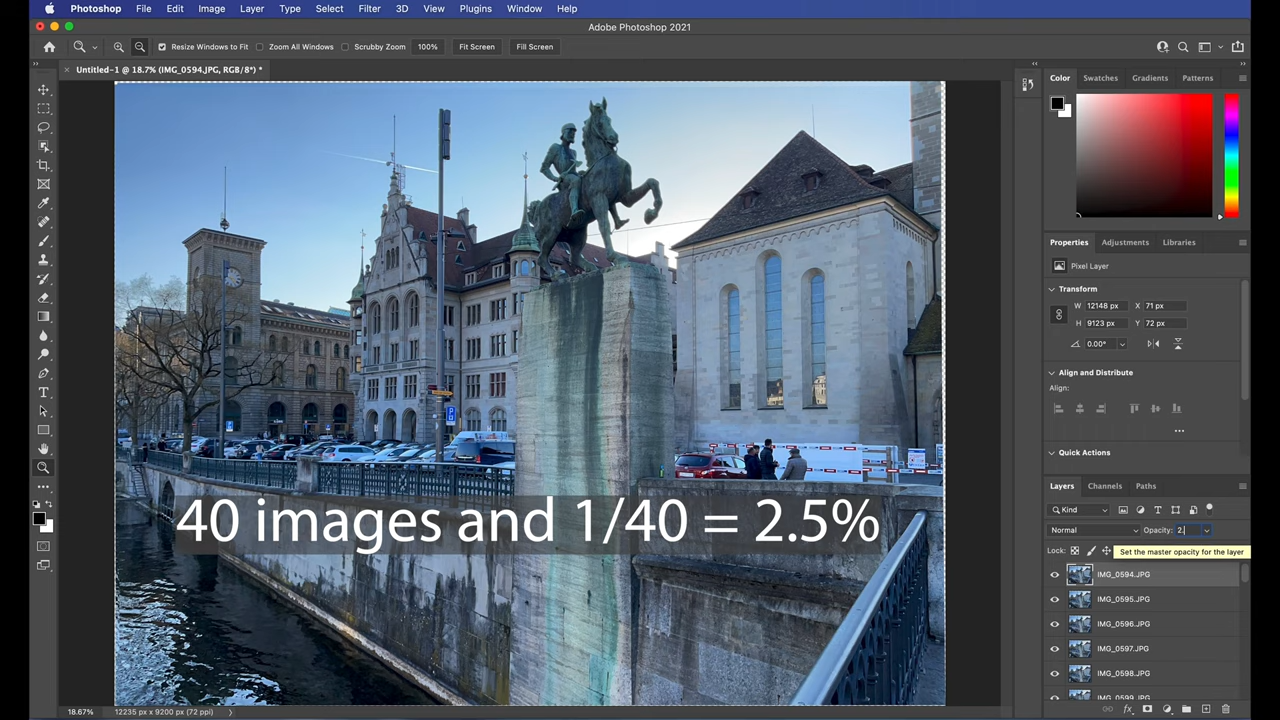 Photoshop File Edit Image Layer Type Select Filter 3D View Plugins Window Help
Adobe Photoshop 2021
Resize Windows to Fit Zoom All Windows Scrubby Zoom 100% Fit Screen Fill Screen
× Untitled-1 @ 18.7% (IMG_0594.JPG, RGB/8*) *
Color Swatches Gradients Patterns
Properties Adjustments Libraries
Pixel Layer
Transform
W 12148 px X 71 px
H 9123 px Y 72 px
0.00°
Align and Distribute
Align:
Quick Actions
Layers Channels Paths
Kind
Normal Opacity: 2.
Lock: Set the master opacity for the layer
IMG_0594.JPG
IMG_0595.JPG
IMG_0596.JPG
IMG_0597.JPG
IMG_0598.JPG
IMG_0599.JPG
40 images and 1/40 = 2.5%
P
18.67% 12235 px x 9200 px (72 ppi)